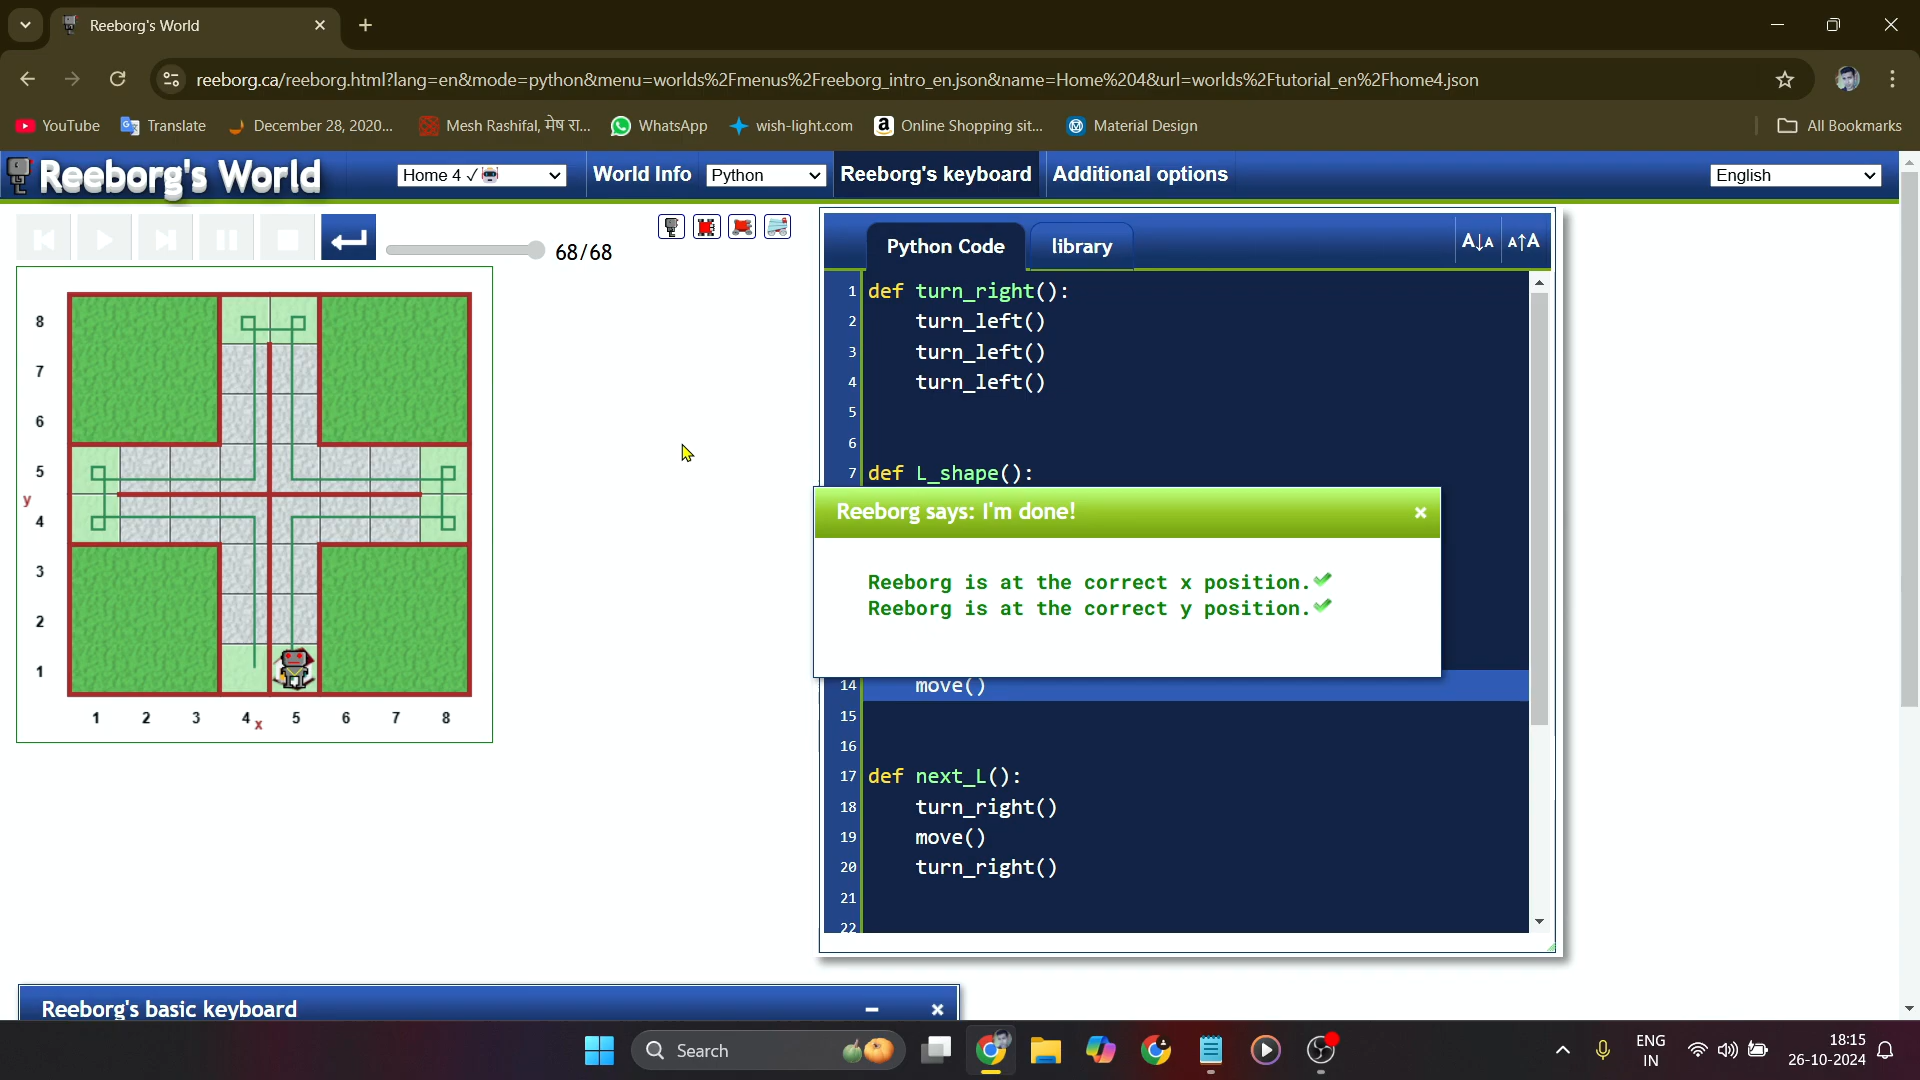 Reeborg's World
reeborg.ca/reeborg.html?lang=en&mode=python&menu=worlds%2Fmenus%2Freeborg_intro_en.json&name=Home%204&url=worlds%2Ftutorial_en%2Fhome4.json
YouTube
Translate
December 28, 2020...
Mesh Rashifal, मेष रा...
WhatsApp
wish-light.com
Online Shopping sit...
Material Design
All Bookmarks
Reeborg's World
Home 4 ✓
World Info
Python
Reeborg's keyboard
Additional options
English
68/68
8
7
6
5
y
4
3
2
1
1 2 3 4 x 5 6 7 8
Python Code
library
A↓A A↑A
1 def turn_right():
2 turn_left()
3 turn_left()
4 turn_left()
5
6
7 def L_shape():
Reeborg says: I'm done!
×
Reeborg is at the correct x position.
Reeborg is at the correct y position.
14 move()
15
16
17 def next_L():
18 turn_right()
19 move()
20 turn_right()
21
22
Reeborg's basic keyboard
Search
ENG
IN
18:15
26-10-2024